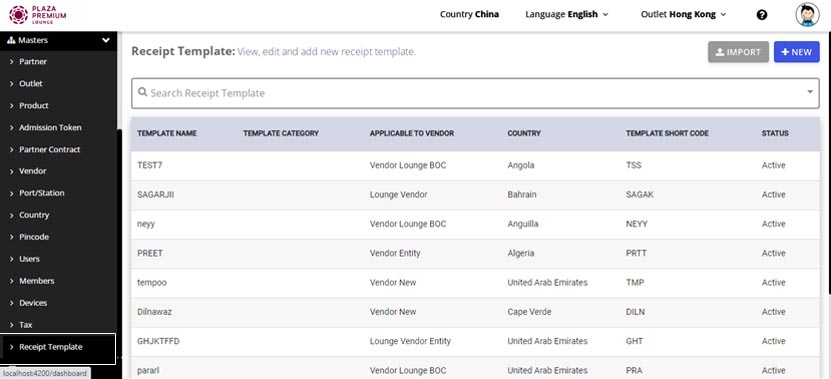 PLAZA
PREMIUM
LOUNGE
Country China
Language English
Outlet Hong Kong
Masters
Partner
Outlet
Product
Admission Token
Partner Contract
Vendor
Port/Station
Country
Pincode
Users
Members
Devices
Tax
Receipt Template
localhost:4200/dashboard
Receipt Template: View, edit and add new receipt template.
IMPORT
+ NEW
Search Receipt Template
TEMPLATE NAME TEMPLATE CATEGORY APPLICABLE TO VENDOR COUNTRY TEMPLATE SHORT CODE STATUS
TEST7 Vendor Lounge BOC Angola TSS Active
SAGARJII Lounge Vendor Bahrain SAGAK Active
neyy Vendor Lounge BOC Anguilla NEYY Active
PREET Vendor Entity Algeria PRTT Active
tempoo Vendor New United Arab Emirates TMP Active
Dilnawaz Vendor New Cape Verde DILN Active
GHJKTFFD Lounge Vendor Entity United Arab Emirates GHT Active
pararl Vendor Lounge BOC United Arab Emirates PRA Active